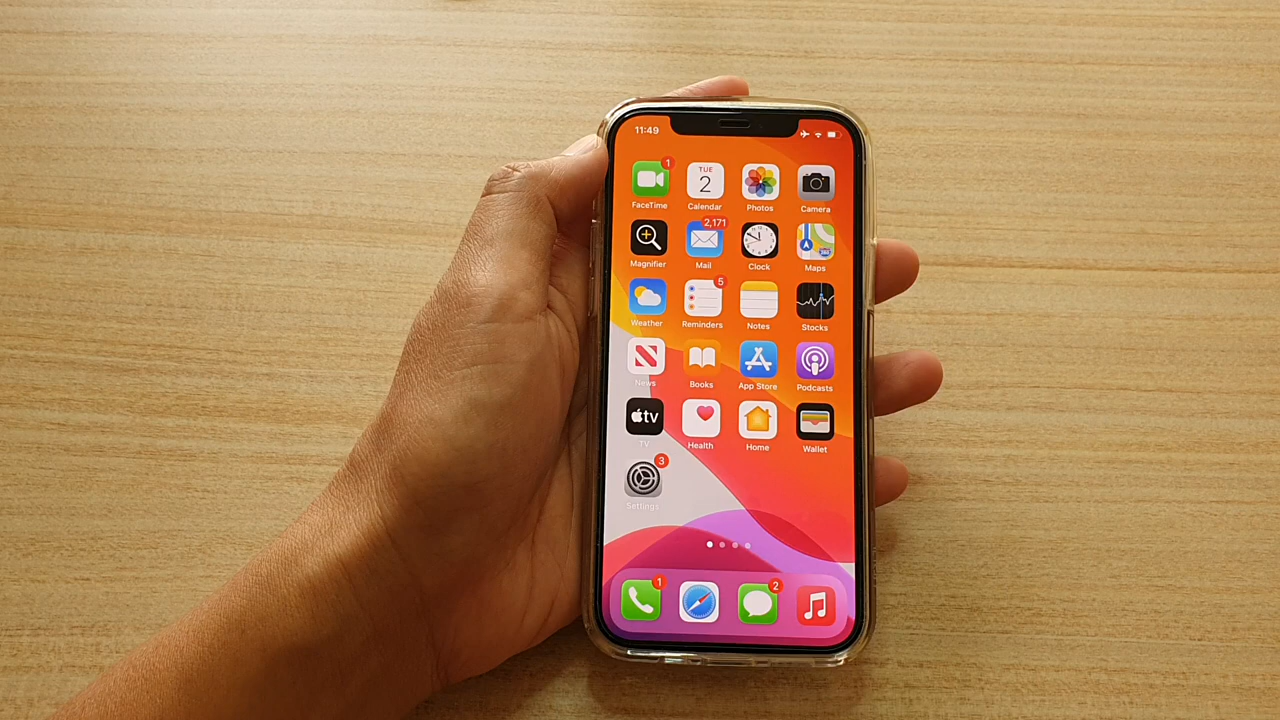 11:49
1
TUE
2
FaceTime Calendar Photos Camera
2,171
Magnifier Mail Clock Maps
5
Weather Reminders Notes Stocks
News Books App Store Podcasts
tv
TV Health Home Wallet
3
Settings
1 2